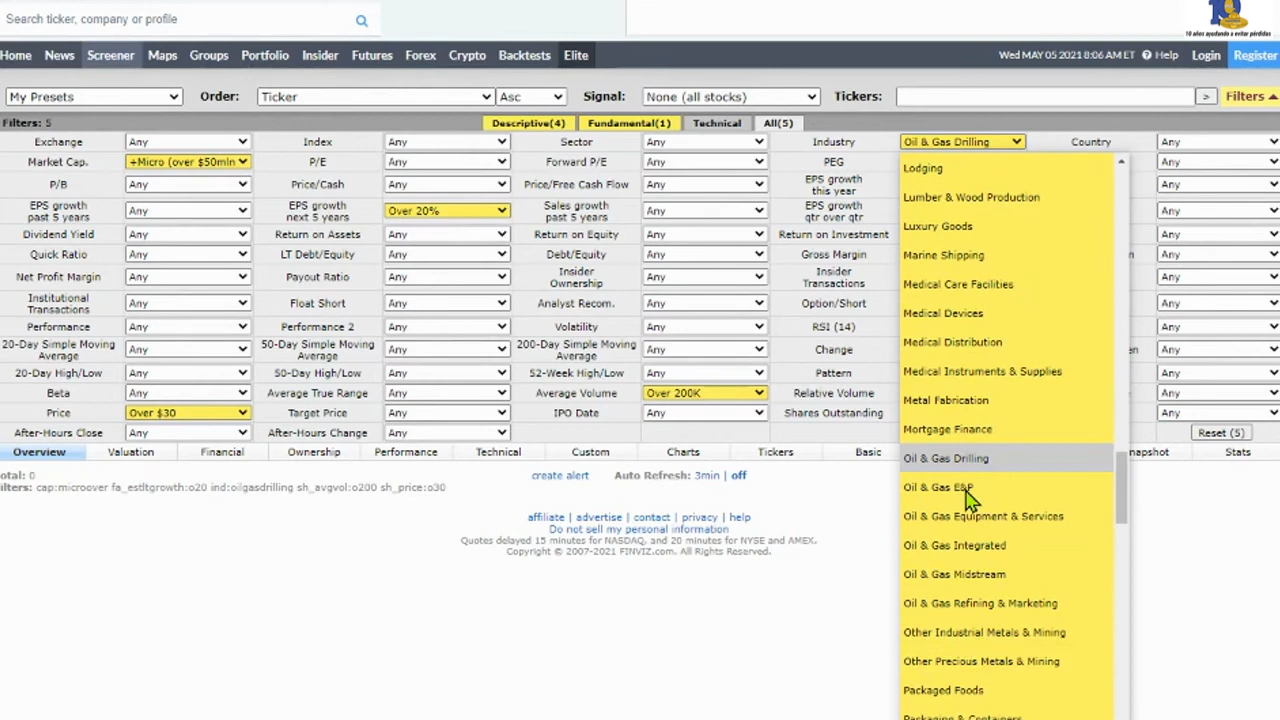 Search ticker, company or profile
10 años ayudando a evitar pérdidas
Home News Screener Maps Groups Portfolio Insider Futures Forex Crypto Backtests Elite Wed MAY 05 2021 8:06 AM ET Help Login Register
My Presets Order: Ticker Asc Signal: None (all stocks) Tickers: > Filters
Filters: 5 Descriptive(4) Fundamental(1) Technical All(5)
Exchange Any Index Any Sector Any Industry Oil & Gas Drilling Country Any
Market Cap. +Micro (over $50mln P/E Any Forward P/E Any PEG Any
P/B Any Price/Cash Any Price/Free Cash Flow Any EPS growth this year Any
EPS growth past 5 years Any EPS growth next 5 years Over 20% Sales growth past 5 years Any EPS growth qtr over qtr Any
Dividend Yield Any Return on Assets Any Return on Equity Any Return on Investment Any
Quick Ratio Any LT Debt/Equity Any Debt/Equity Any Gross Margin Any
Net Profit Margin Any Payout Ratio Any Insider Ownership Any Insider Transactions Any
Institutional Transactions Any Float Short Any Analyst Recom. Any Option/Short Any
Performance Any Performance 2 Any Volatility Any RSI (14) Any
20-Day Simple Moving Average Any 50-Day Simple Moving Average Any 200-Day Simple Moving Average Any Change Any
20-Day High/Low Any 50-Day High/Low Any 52-Week High/Low Any Pattern Any
Beta Any Average True Range Any Average Volume Over 200K Relative Volume Any
Price Over $30 Target Price Any IPO Date Any Shares Outstanding Any
After-Hours Close Any After-Hours Change Any Reset (5)
Overview Valuation Financial Ownership Performance Technical Custom Charts Tickers Basic napshot Stats
otal: 0 create alert Auto Refresh: 3min | off
ilters: cap:microover fa_estltgrowth:o20 ind:oilgasdrilling sh_avgvol:o200 sh_price:o30
affiliate | advertise | contact | privacy | help
Do not sell my personal information
Quotes delayed 15 minutes for NASDAQ, and 20 minutes for NYSE and AMEX.
Copyright © 2007-2021 FINVIZ.com. All Rights Reserved.
Lodging
Lumber & Wood Production
Luxury Goods
Marine Shipping
Medical Care Facilities
Medical Devices
Medical Distribution
Medical Instruments & Supplies
Metal Fabrication
Mortgage Finance
Oil & Gas Drilling
Oil & Gas E&P
Oil & Gas Equipment & Services
Oil & Gas Integrated
Oil & Gas Midstream
Oil & Gas Refining & Marketing
Other Industrial Metals & Mining
Other Precious Metals & Mining
Packaged Foods
Packaging & Containers